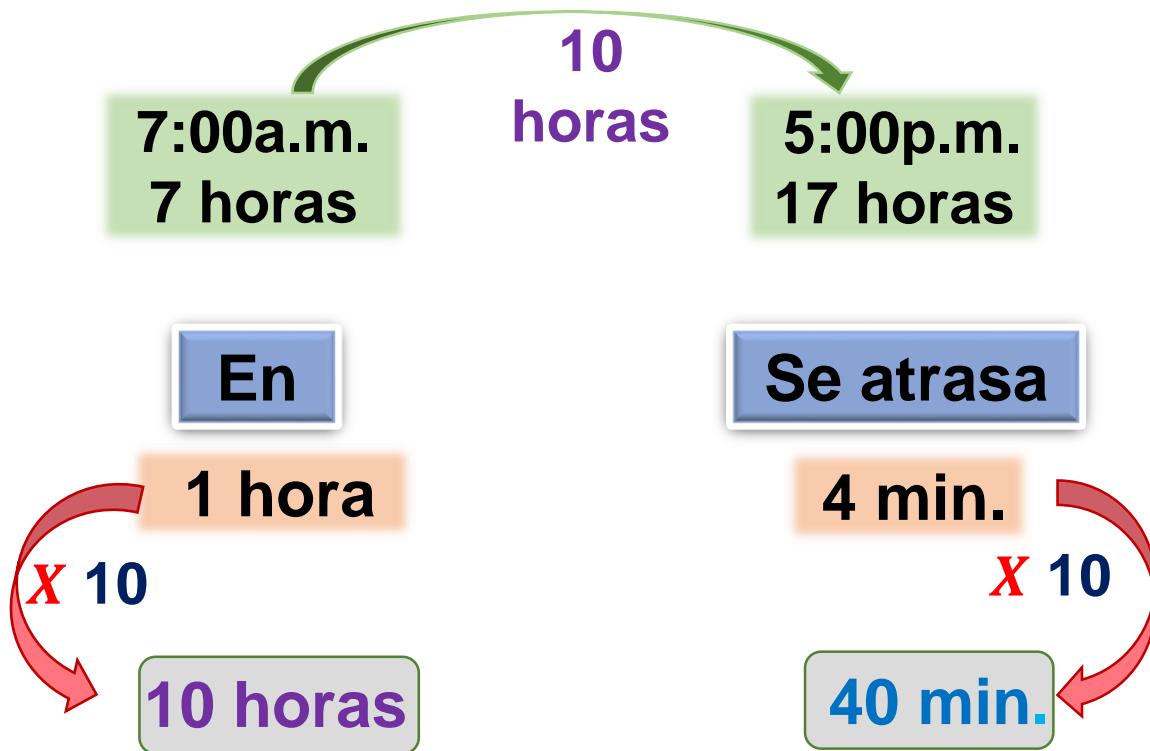 10
horas
7:00a.m.
7 horas
5:00p.m.
17 horas
En
Se atrasa
1 hora
4 min.
X 10
X 10
10 horas
40 min.